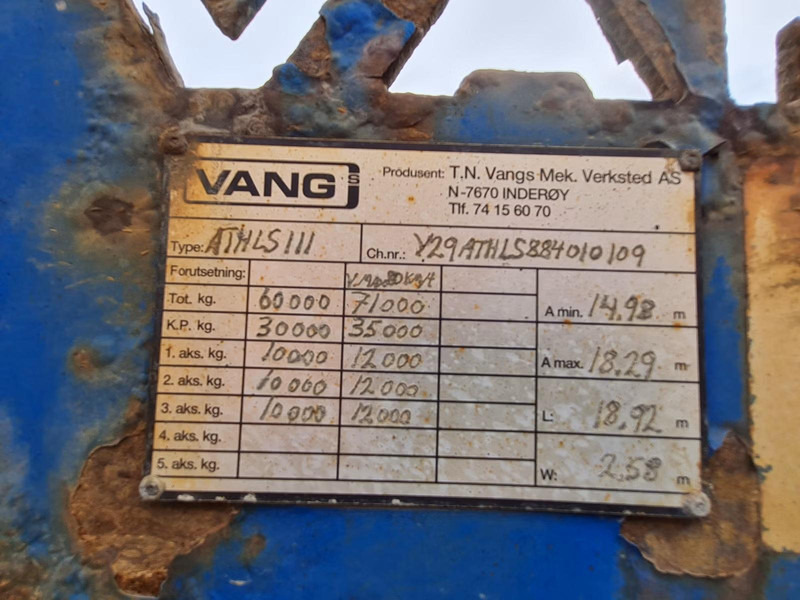 VANG S
Produsent: T.N. Vangs Mek. Verksted AS
N-7670 INDERØY
Tlf. 74 15 60 70
Type: ATHLS111 Ch.nr.: Y29ATHLS884010109
Forutsetning:
Tot. kg. 60000 71000 A min. 14.98 m
K.P. kg. 30000 35000
1. aks. kg. 10000 12000 A max. 18.29 m
2. aks. kg. 10000 12000
3. aks. kg. 10000 12000 L: 18.92 m
4. aks. kg.
5. aks. kg. W: 2.58 m